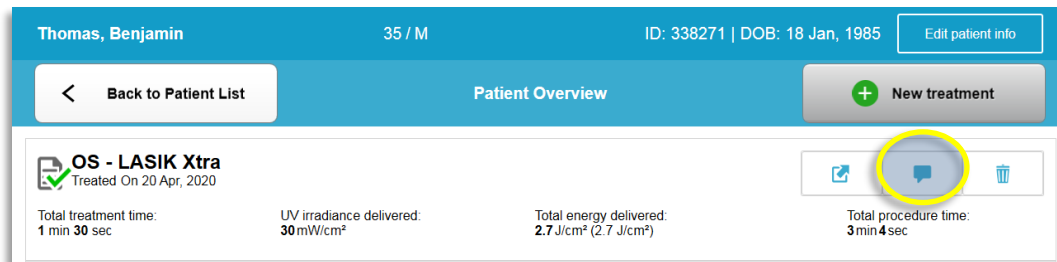 Thomas, Benjamin 35 / M ID: 338271 | DOB: 18 Jan, 1985 Edit patient info
Back to Patient List Patient Overview New treatment
OS - LASIK Xtra
Treated On 20 Apr, 2020
Total treatment time: UV irradiance delivered: Total energy delivered: Total procedure time:
1 min 30 sec 30 mW/cm² 2.7 J/cm² (2.7 J/cm²) 3 min 4 sec